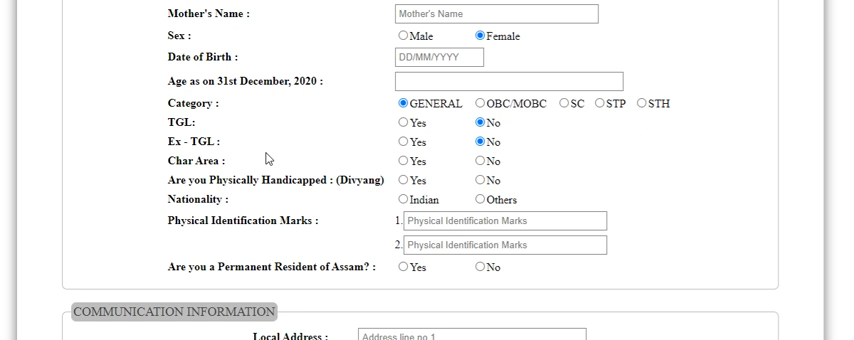 Mother's Name : Mother's Name
Sex : Male Female
Date of Birth : DD/MM/YYYY
Age as on 31st December, 2020 :
Category : GENERAL OBC/MOBC SC STP STH
TGL: Yes No
Ex - TGL : Yes No
Char Area : Yes No
Are you Physically Handicapped : (Divyang) Yes No
Nationality : Indian Others
Physical Identification Marks : 1. Physical Identification Marks
2. Physical Identification Marks
Are you a Permanent Resident of Assam? : Yes No
COMMUNICATION INFORMATION
Local Address : Address line no 1